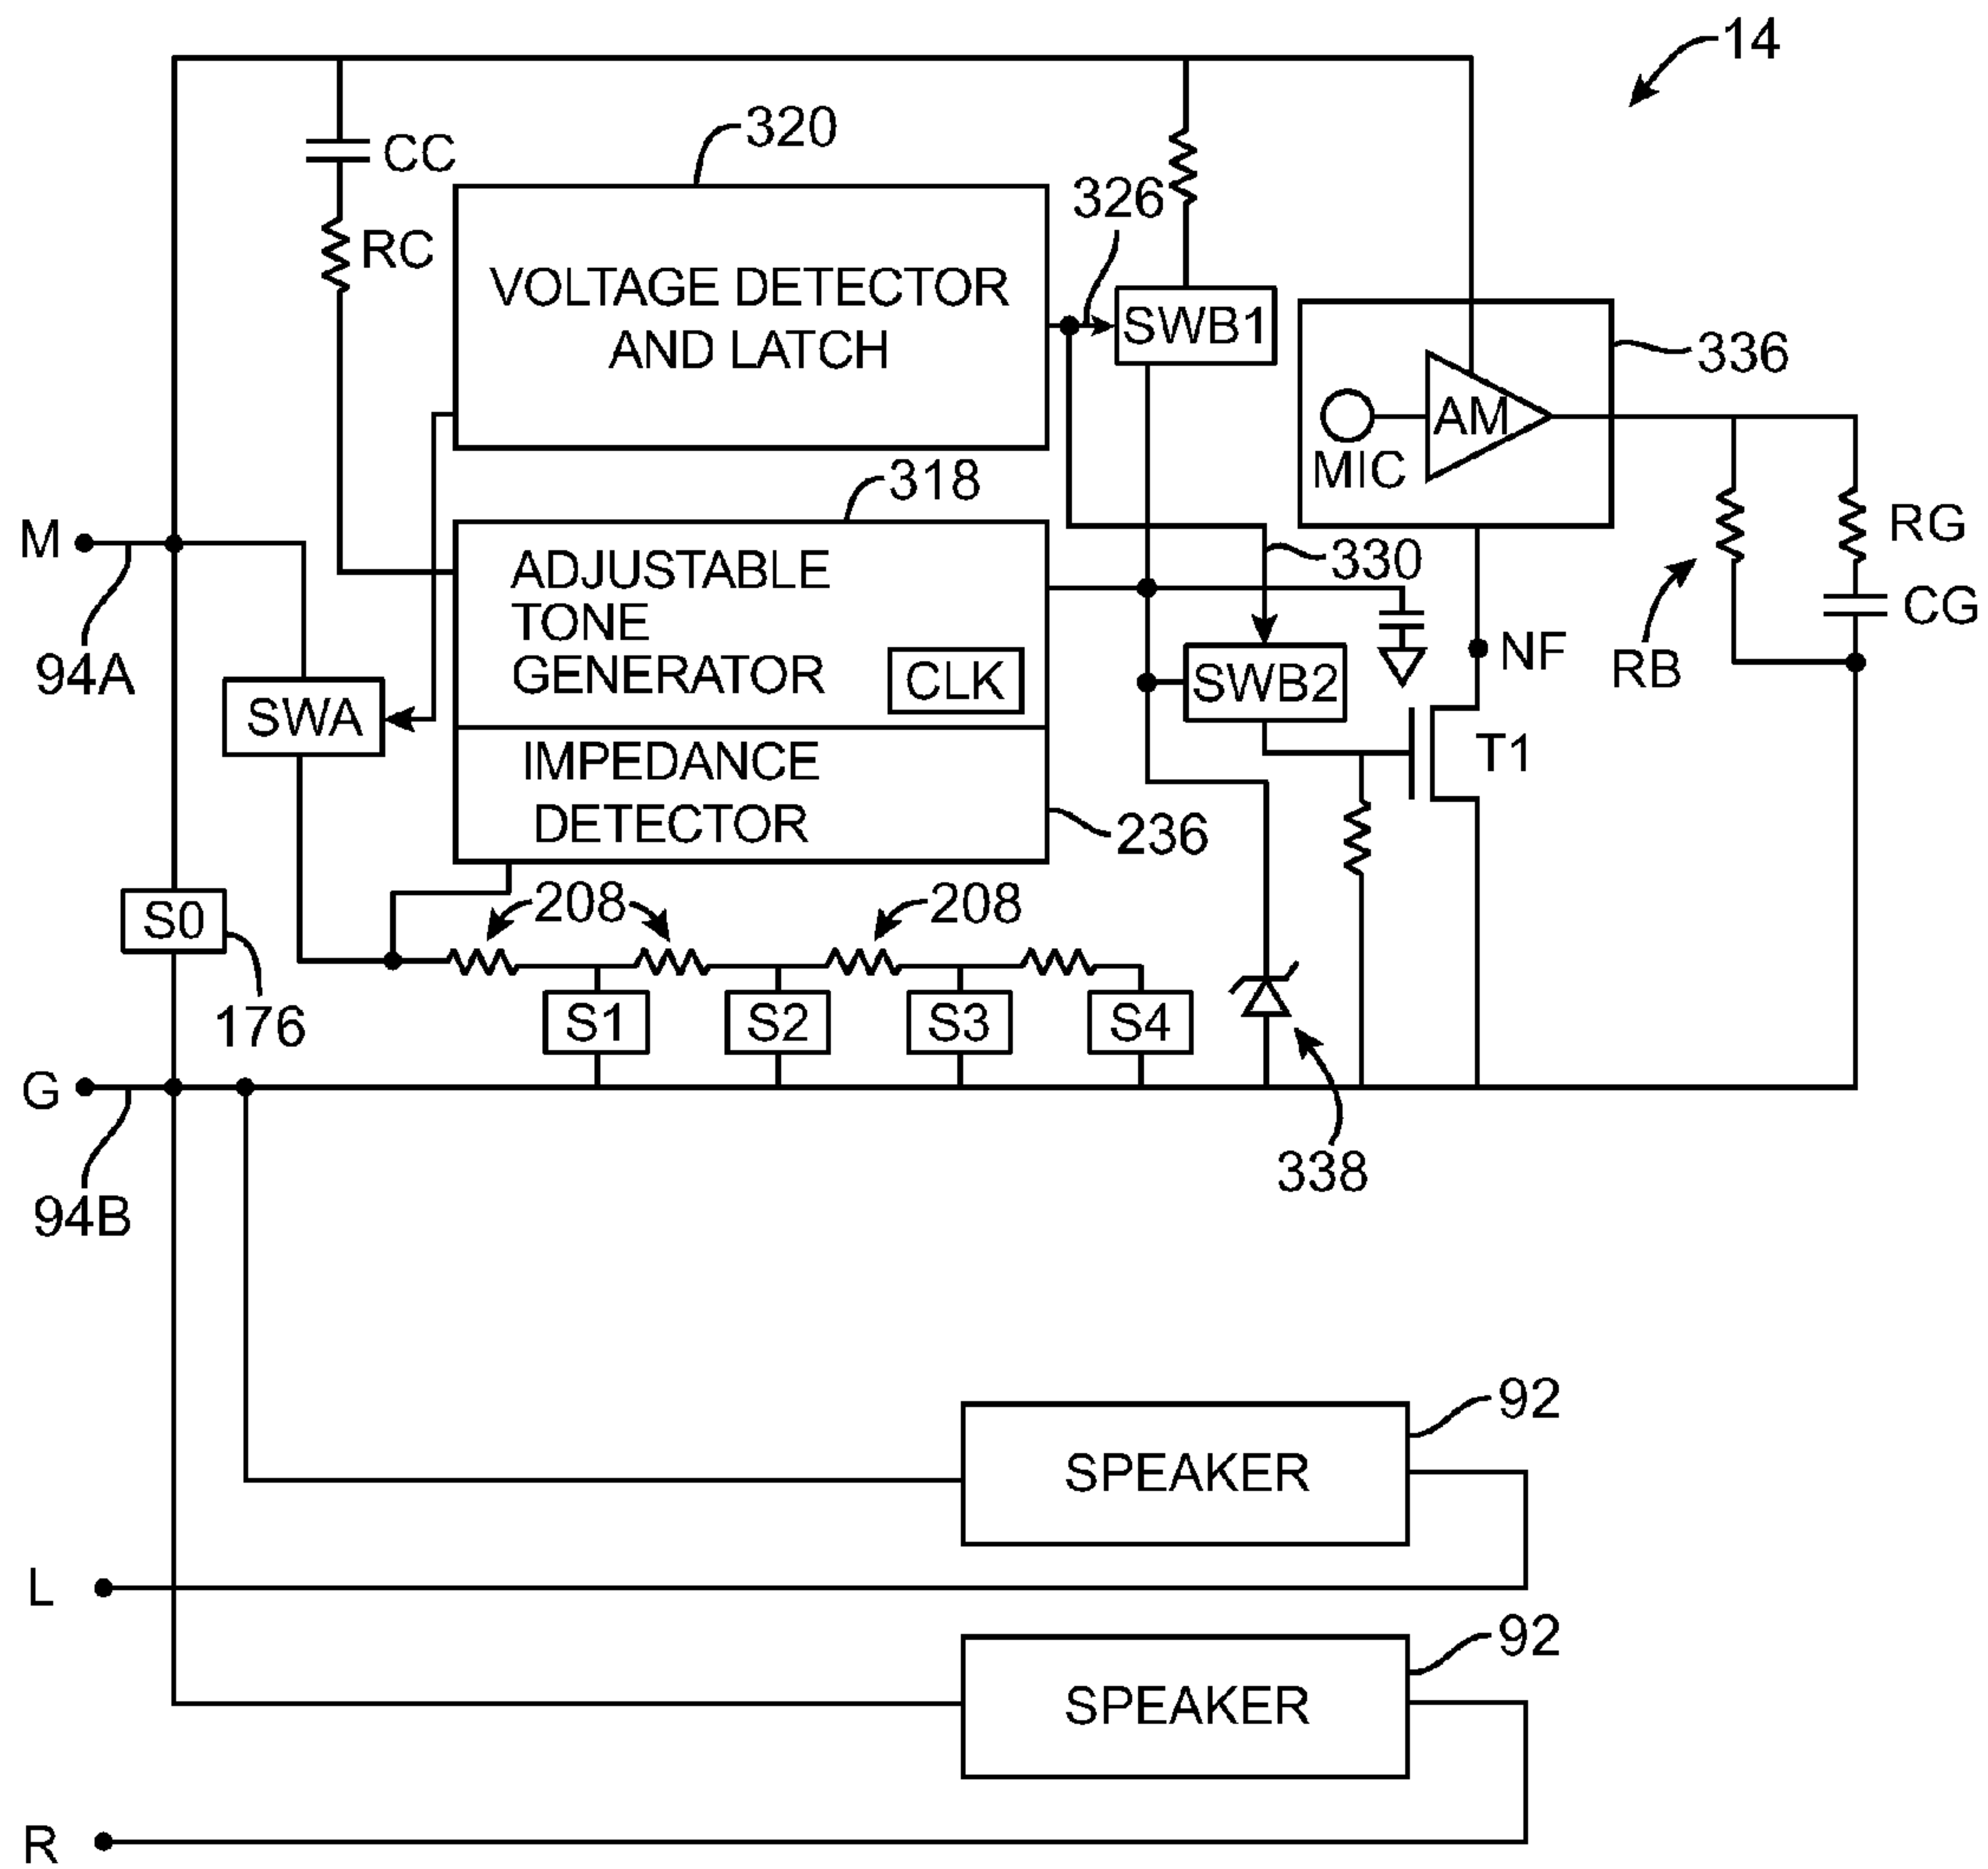 14
320
CC
326
RC
VOLTAGE DETECTOR
AND LATCH
SWB1
336
AM
MIC
318
M
ADJUSTABLE
TONE
GENERATOR
CLK
330
RG
CG
NF
RB
94A
SWA
SWB2
T1
IMPEDANCE
DETECTOR
236
208
208
S0
176
S1
S2
S3
S4
G
338
94B
92
SPEAKER
L
92
SPEAKER
R